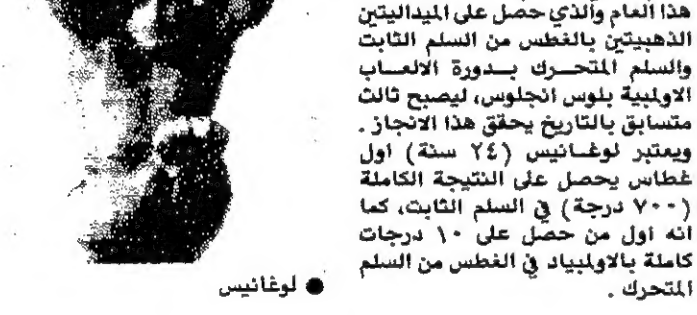 هذا العام والذي حصل على الميداليتين
الذهبيتين بالغطس من السلم الثابت
والسلم المتحرك بدورة الالعاب
الاولمبية بلوس انجلوس، ليصبح ثالث
متسابق بالتاريخ يحقق هذا الانجاز .
ويعتبر لوغانيس (٢٤ سنة) اول
غطاس يحصل على النتيجة الكاملة
(٧٠٠ درجة) في السلم الثابت، كما
انه اول من حصل على ١٠ درجات
كاملة بالاولمبياد في الغطس من السلم
المتحرك .
● لوغانيس